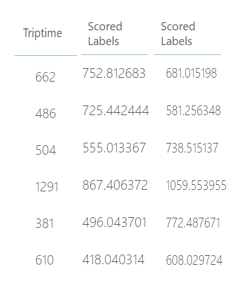 Triptime Scored Labels Scored Labels
662 752.812683 681.015198
486 725.442444 581.256348
504 555.013367 738.515137
1291 867.406372 1059.553955
381 496.043701 772.487671
610 418.040314 608.029724